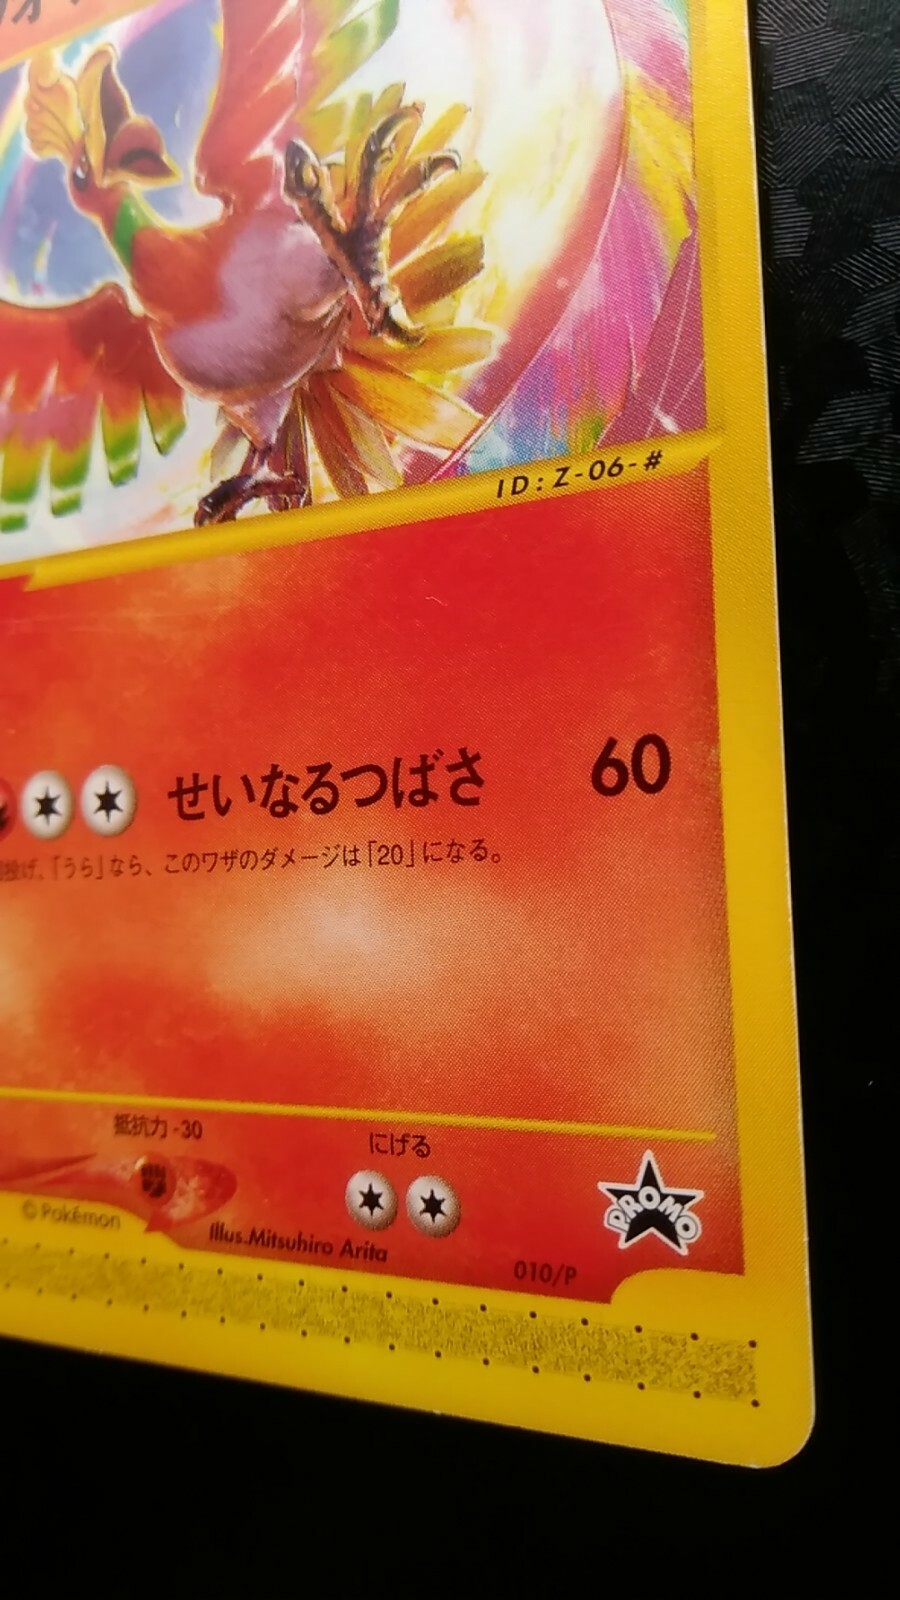 ID:Z-06-#
せいなるつばさ 60
投げ、「うら」なら、このワザのダメージは「20」になる。
抵抗力 -30
にげる
© Pokémon
Illus.Mitsuhiro Arita
010/P
PROMO